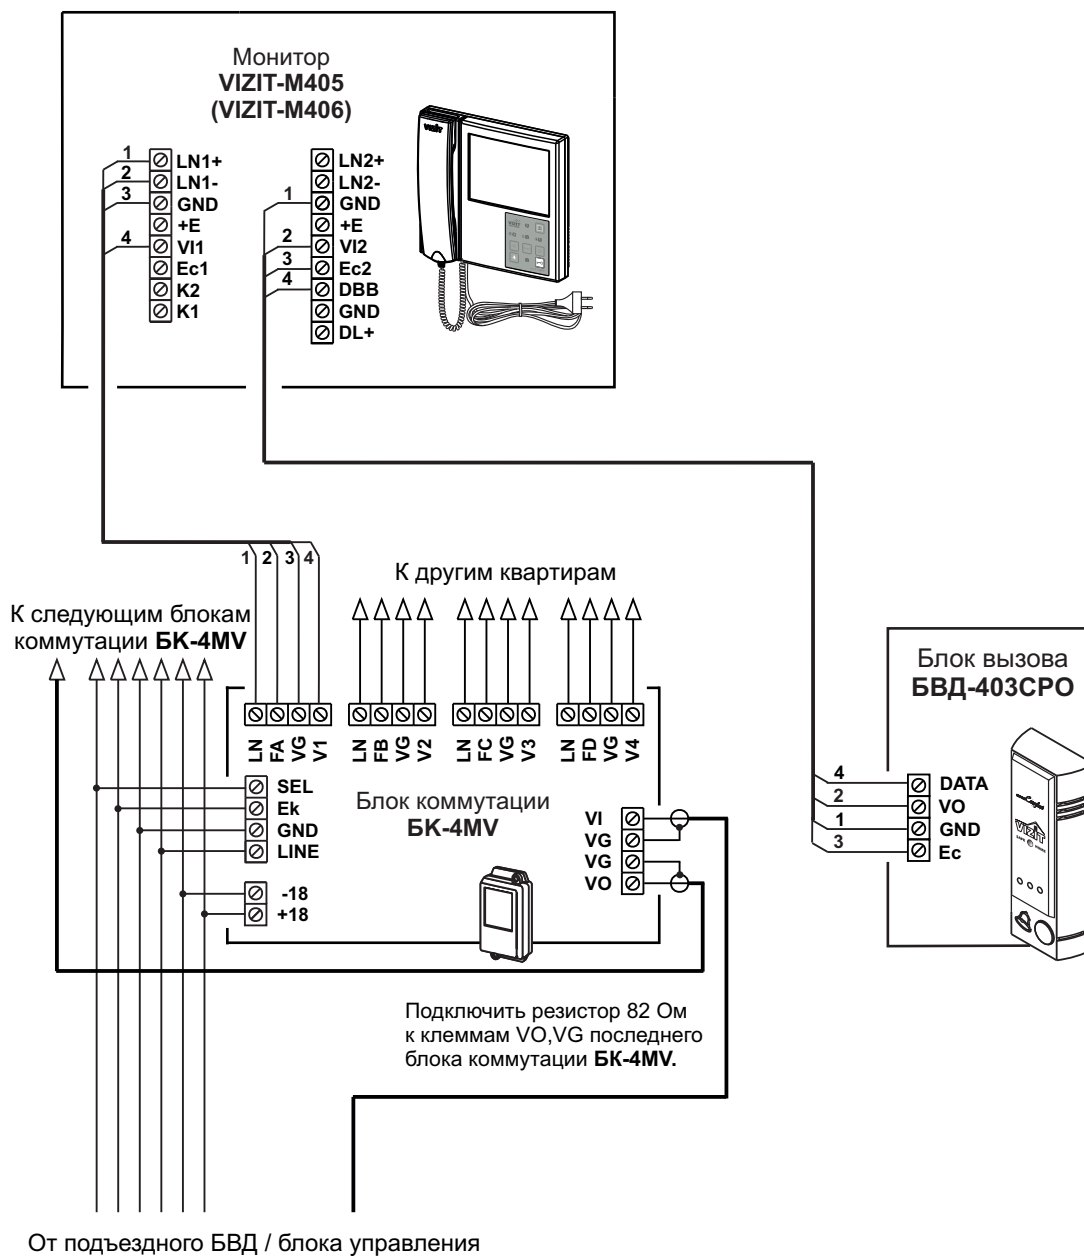 Монитор
VIZIT-M405
(VIZIT-M406)
VIZIT
1 LN1+
2 LN1-
3 GND
+E
4 VI1
Ec1
K2
K1
LN2+
LN2-
1 GND
+E
2 VI2
3 Ec2
4 DBB
GND
DL+
1 2 3 4
К другим квартирам
К следующим блокам
коммутации БК-4MV
LN FA VG V1
LN FB VG V2
LN FC VG V3
LN FD VG V4
SEL
Ek
GND
LINE
-18
+18
Блок коммутации
БК-4MV
VI
VG
VG
VO
Блок вызова
БВД-403CPO
4 DATA
2 VO
1 GND
3 Ec
VIZIT
Подключить резистор 82 Ом
к клеммам VO,VG последнего
блока коммутации БК-4MV.
От подъездного БВД / блока управления